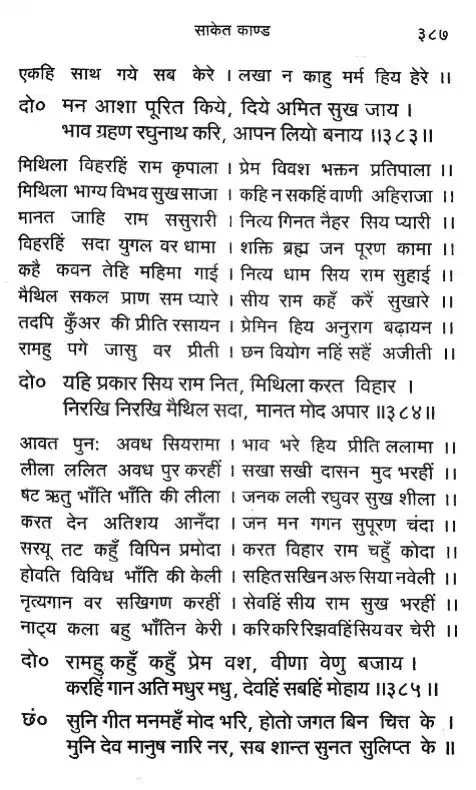 साकेत काण्ड ३८७
एकहि साथ गये सब केरे । लखा न काहु मर्म हिय हेरे ।।
दो० मन आशा पूरित किये, दिये अमित सुख जाय ।
भाव ग्रहण रघुनाथ करि, आपन लियो बनाय ।।३८३।।
मिथिला विहरहिं राम कृपाला । प्रेम विवश भक्तन प्रतिपाला ।।
मिथिला भाग्य विभव सुख साजा । कहि न सकहिं वाणी अहिराजा ।।
मानत जाहि राम ससुरारी । नित्य गिनत नैहर सिय प्यारी ।।
विहरहिं सदा युगल वर धामा । शक्ति ब्रह्म जन पूरण कामा ।।
कहै कवन तेहि महिमा गाई । नित्य धाम सिय राम सुहाई ।।
मैथिल सकल प्राण सम प्यारे । सीय राम कहँ करैं सुखारे ।।
तदपि कुँअर की प्रीति रसायन । प्रेमिन हिय अनुराग बढ़ायन ।।
रामहु पगे जासु वर प्रीती । छन वियोग नहिं सहैं अजीती ।।
दो० यहि प्रकार सिय राम नित, मिथिला करत विहार ।
निरखि निरखि मैथिल सदा, मानत मोद अपार ।।३८४।।
आवत पुनः अवध सियरामा । भाव भरे हिय प्रीति ललामा ।।
लीला ललित अवध पुर करहीं । सखा सखी दासन मुद भरहीं ।।
षट ऋतु भाँति भाँति की लीला । जनक लली रघुवर सुख शीला ।।
करत देन अतिशय आनँदा । जन मन गगन सुपूरण चंदा ।।
सरयू तट कहुँ विपिन प्रमोदा । करत विहार राम चहुँ कोदा ।।
होवति विविध भाँति की केली । सहित सखिन अरु सिया नवेली ।।
नृत्यगान वर सखिगण करहीं । सेवहिं सीय राम सुख भरहीं ।।
नाट्य कला बहु भाँतिन केरी । करि करि रिझवहिं सिय वर चेरी ।।
दो० रामहु कहुँ कहुँ प्रेम वश, वीणा वेणु बजाय ।
करहिं गान अति मधुर मधु, देवहिं सबहिं मोहाय ।।३८५।।
छं० सुनि गीत मनमहँ मोद भरि, होतो जगत बिन चित्त के ।
मुनि देव मानुष नारि नर, सब शान्त सुनत सुलिप्त के ।।